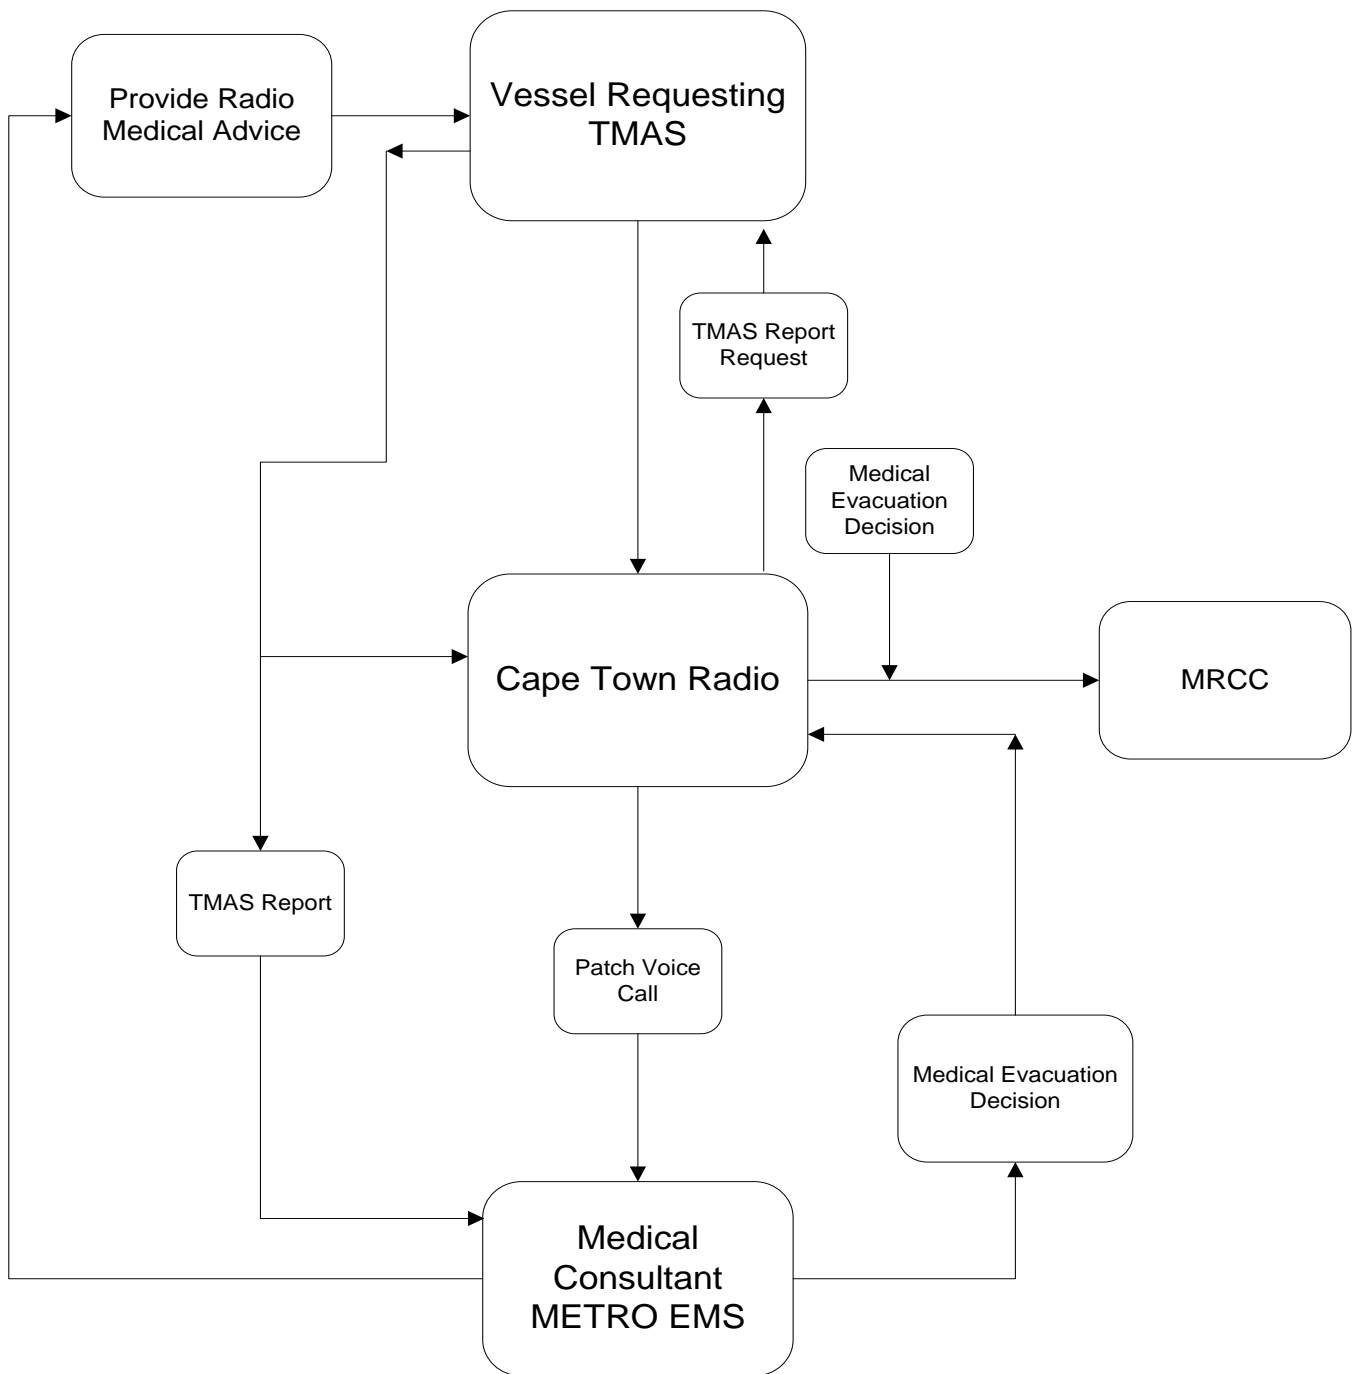 Provide Radio
Medical Advice
Vessel Requesting
TMAS
TMAS Report
Request
Medical
Evacuation
Decision
Cape Town Radio
MRCC
TMAS Report
Patch Voice
Call
Medical Evacuation
Decision
Medical
Consultant
METRO EMS